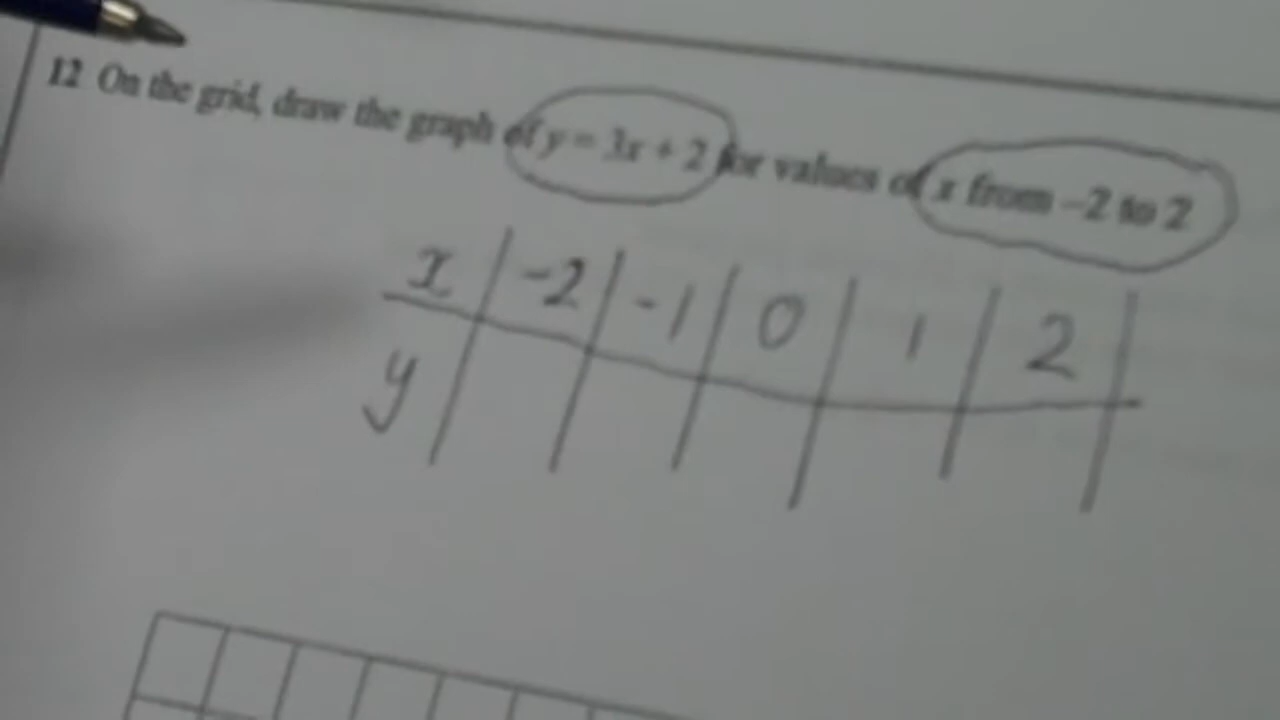 12 On the grid, draw the graph of y = 3x + 2 for values of x from –2 to 2
x -2 -1 0 1 2
y